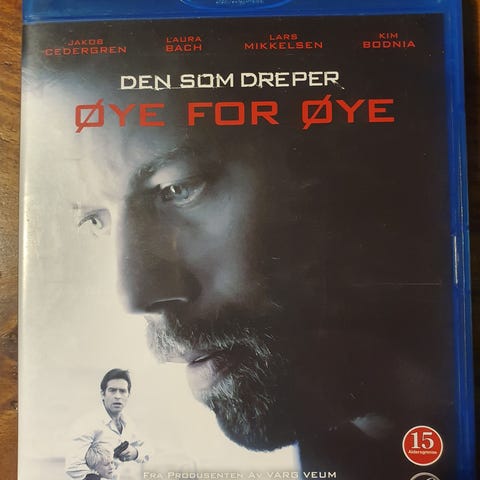 JAKOB CEDERGREN
LAURA BACH
LARS MIKKELSEN
KIM BODNIA
DEN SOM DREPER
ØYE FOR ØYE
15
Aldersgrense
FRA PRODUSENTEN AV VARG VEUM